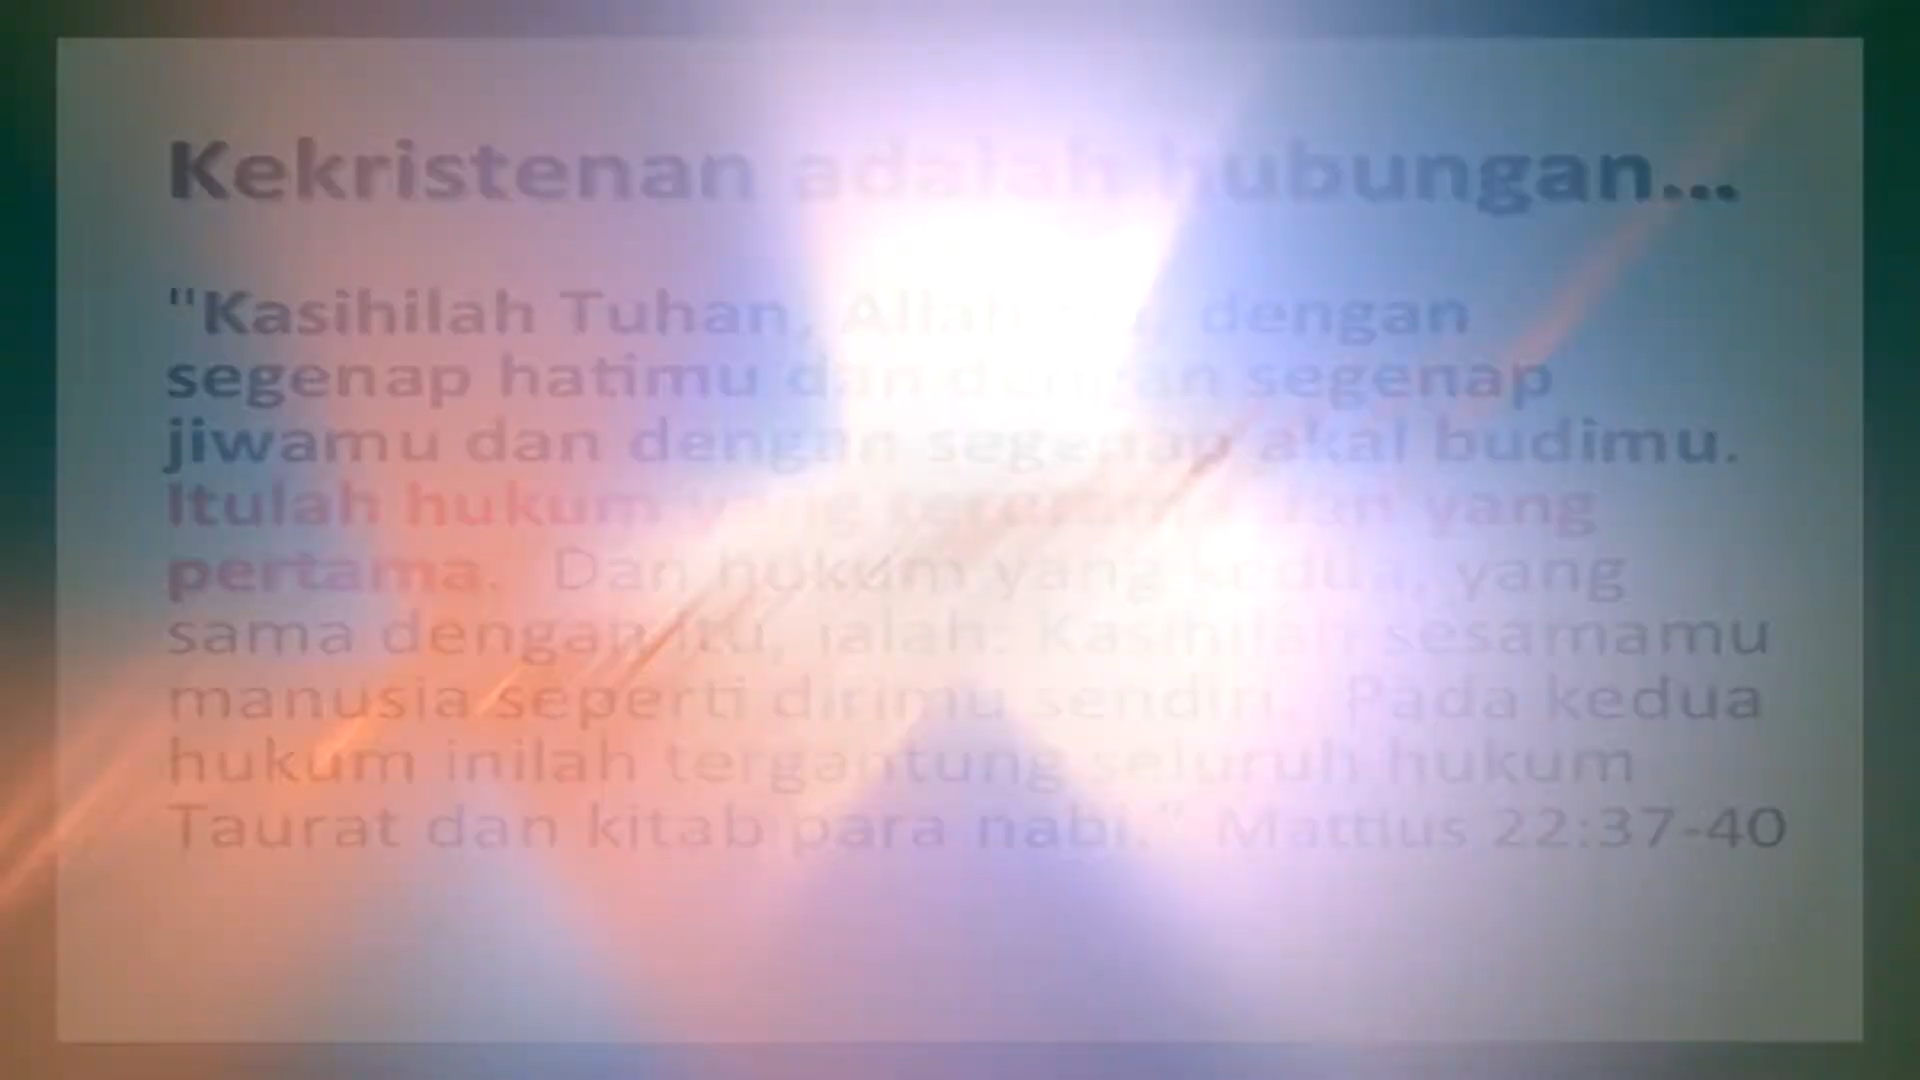 Kekristenan adalah hubungan...
"Kasihilah Tuhan, Allahmu, dengan
segenap hatimu dan dengan segenap
jiwamu dan dengan segenap akal budimu.
Itulah hukum yang terutama dan yang
pertama. Dan hukum yang kedua, yang
sama dengan itu, ialah: Kasihilah sesamamu
manusia seperti dirimu sendiri. Pada kedua
hukum inilah tergantung seluruh hukum
Taurat dan kitab para nabi." Mattius 22:37-40